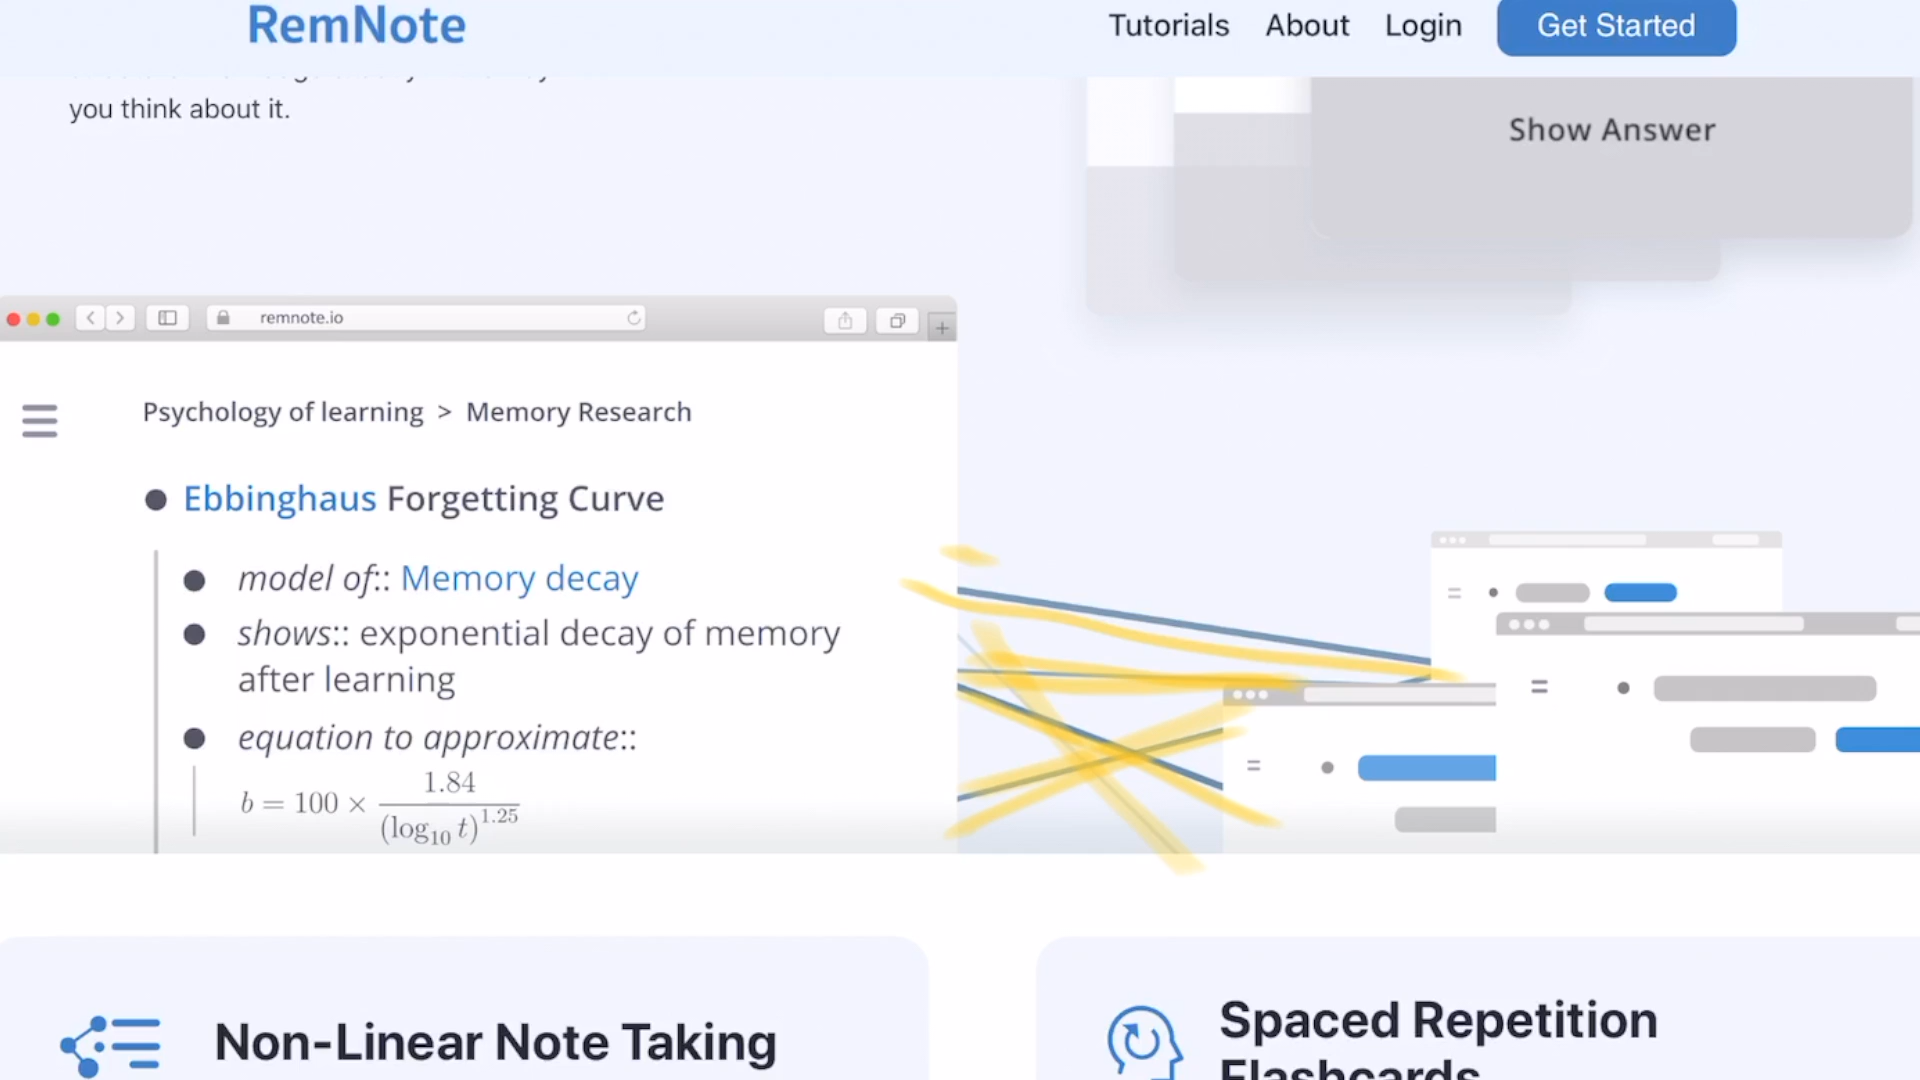 RemNote
Tutorials About Login Get Started
you think about it.
Show Answer
remnote.io
Psychology of learning > Memory Research
Ebbinghaus Forgetting Curve
model of:: Memory decay
shows:: exponential decay of memory
after learning
equation to approximate::
b = 100 × 1.84 / (log₁₀ t)^1.25
Non-Linear Note Taking
Spaced Repetition
Flashcards